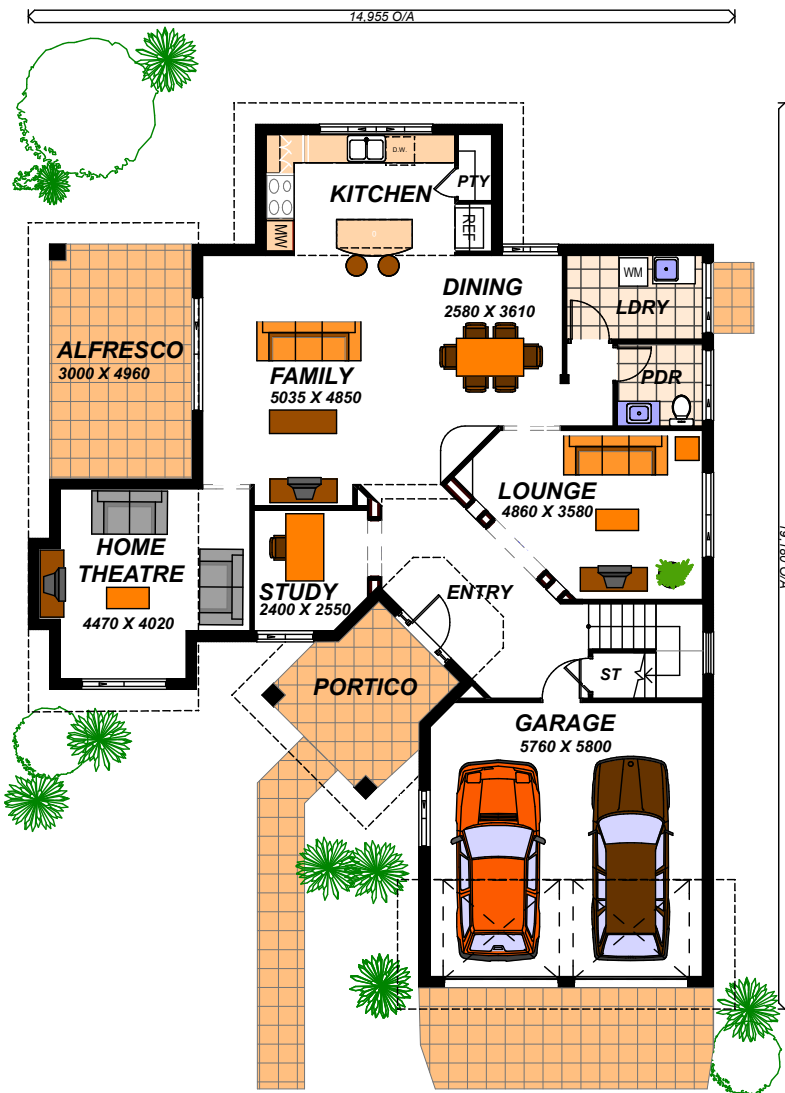 14,955 O/A
D.W.
KITCHEN
PTY
MW
REF
DINING
2580 X 3610
WM
LDRY
ALFRESCO
3000 X 4960
FAMILY
5035 X 4850
PDR
LOUNGE
4860 X 3580
HOME
THEATRE
4470 X 4020
STUDY
2400 X 2550
ENTRY
ST
PORTICO
GARAGE
5760 X 5800